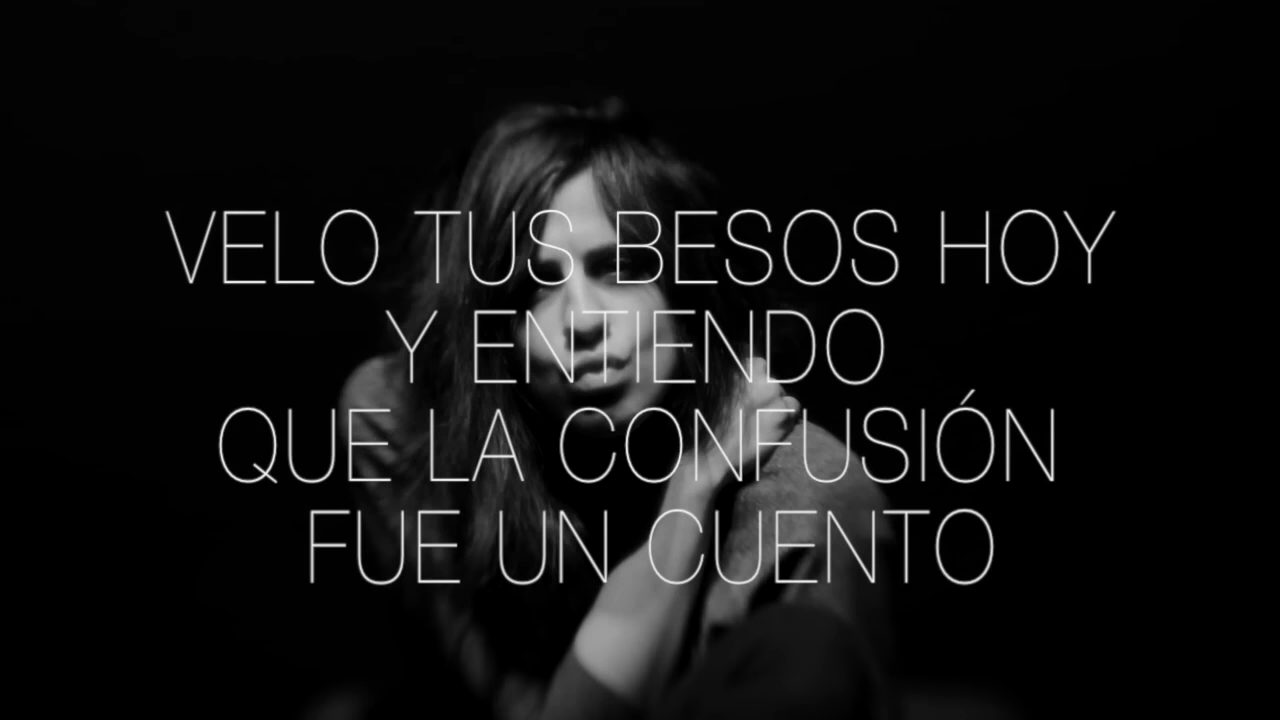 VELO TUS BESOS HOY
Y ENTIENDO
QUE LA CONFUSIÓN
FUE UN CUENTO